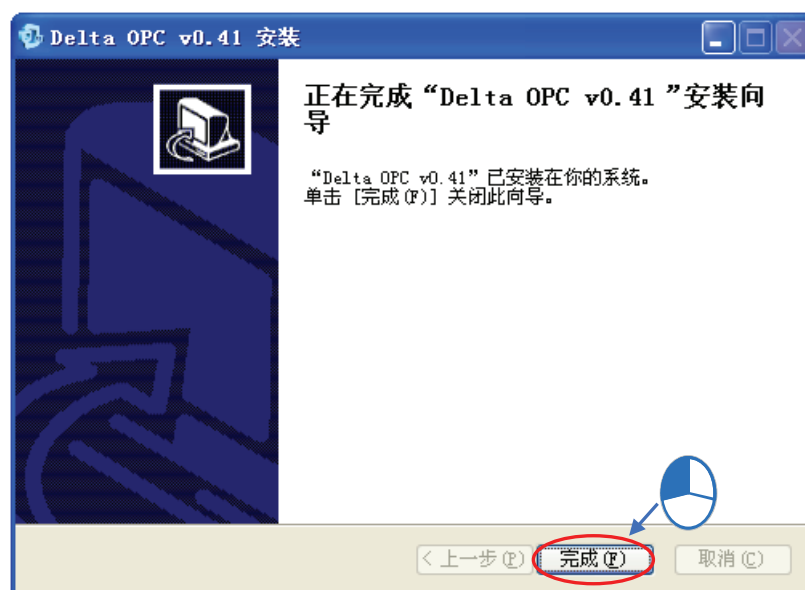 Delta OPC v0.41 安装
正在完成“Delta OPC v0.41 ”安装向
导
“Delta OPC v0.41”已安装在你的系统。
单击 [完成(F)] 关闭此向导。
< 上一步(P) 完成(F) 取消(C)